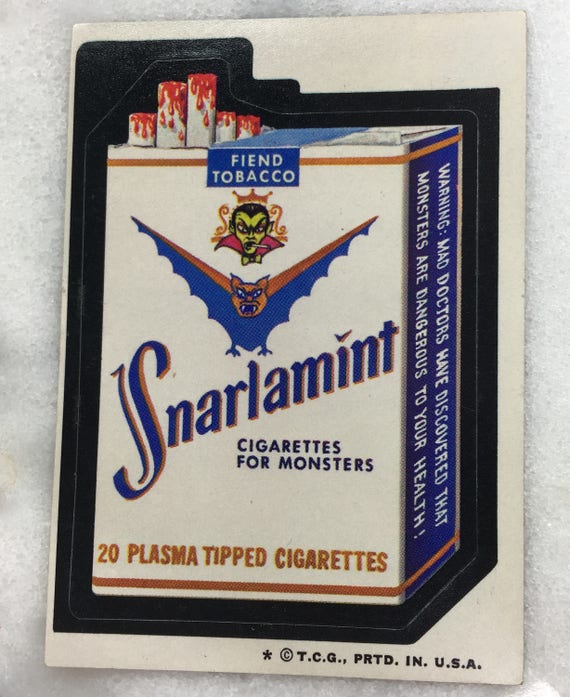 FIEND
TOBACCO
Snarlamint
CIGARETTES
FOR MONSTERS
20 PLASMA TIPPED CIGARETTES
WARNING: MAD DOCTORS HAVE DISCOVERED THAT
MONSTERS ARE DANGEROUS TO YOUR HEALTH!
* © T.C.G., PRTD. IN. U.S.A.